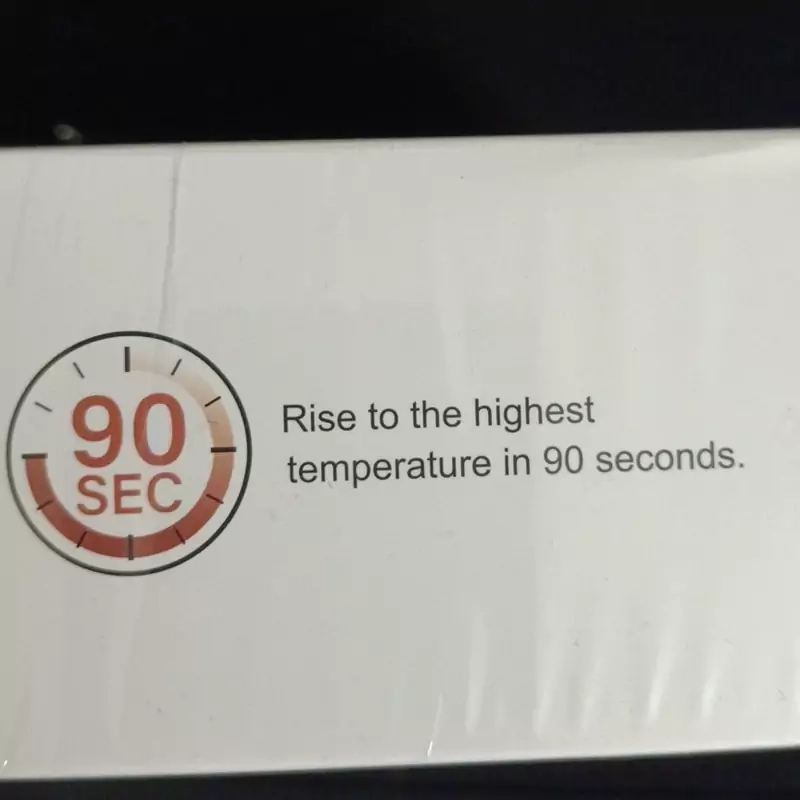 90
SEC
Rise to the highest
temperature in 90 seconds.